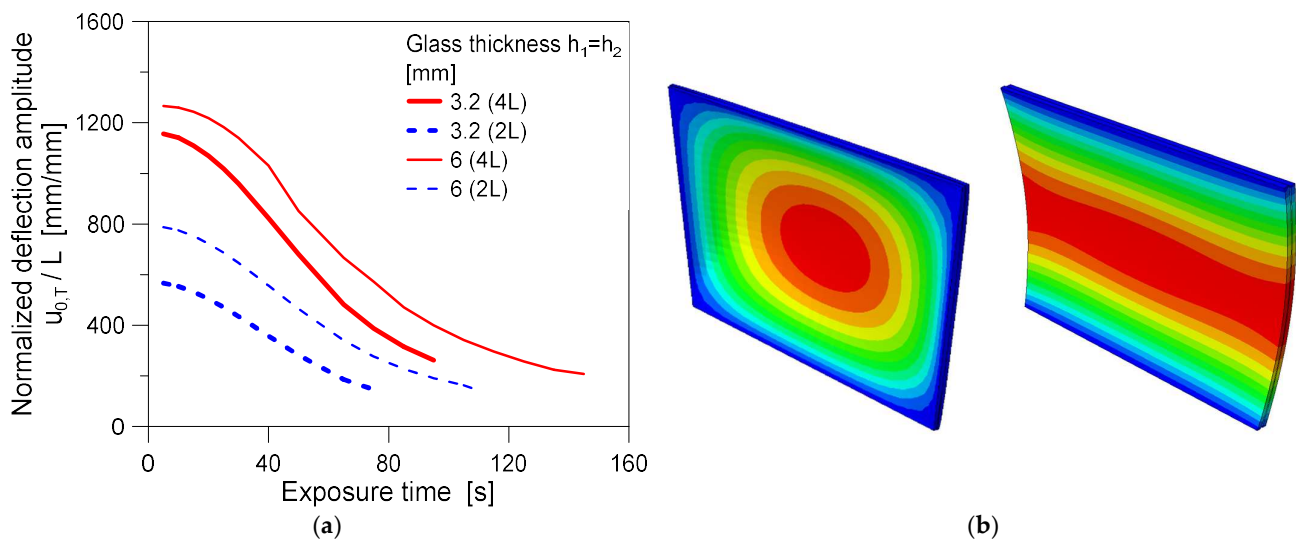 Normalized deflection amplitude
u0,T / L [mm/mm]
1600
1200
800
400
0
0 40 80 120 160
Exposure time [s]
Glass thickness h1=h2
[mm]
3.2 (4L)
3.2 (2L)
6 (4L)
6 (2L)
(a)
(b)